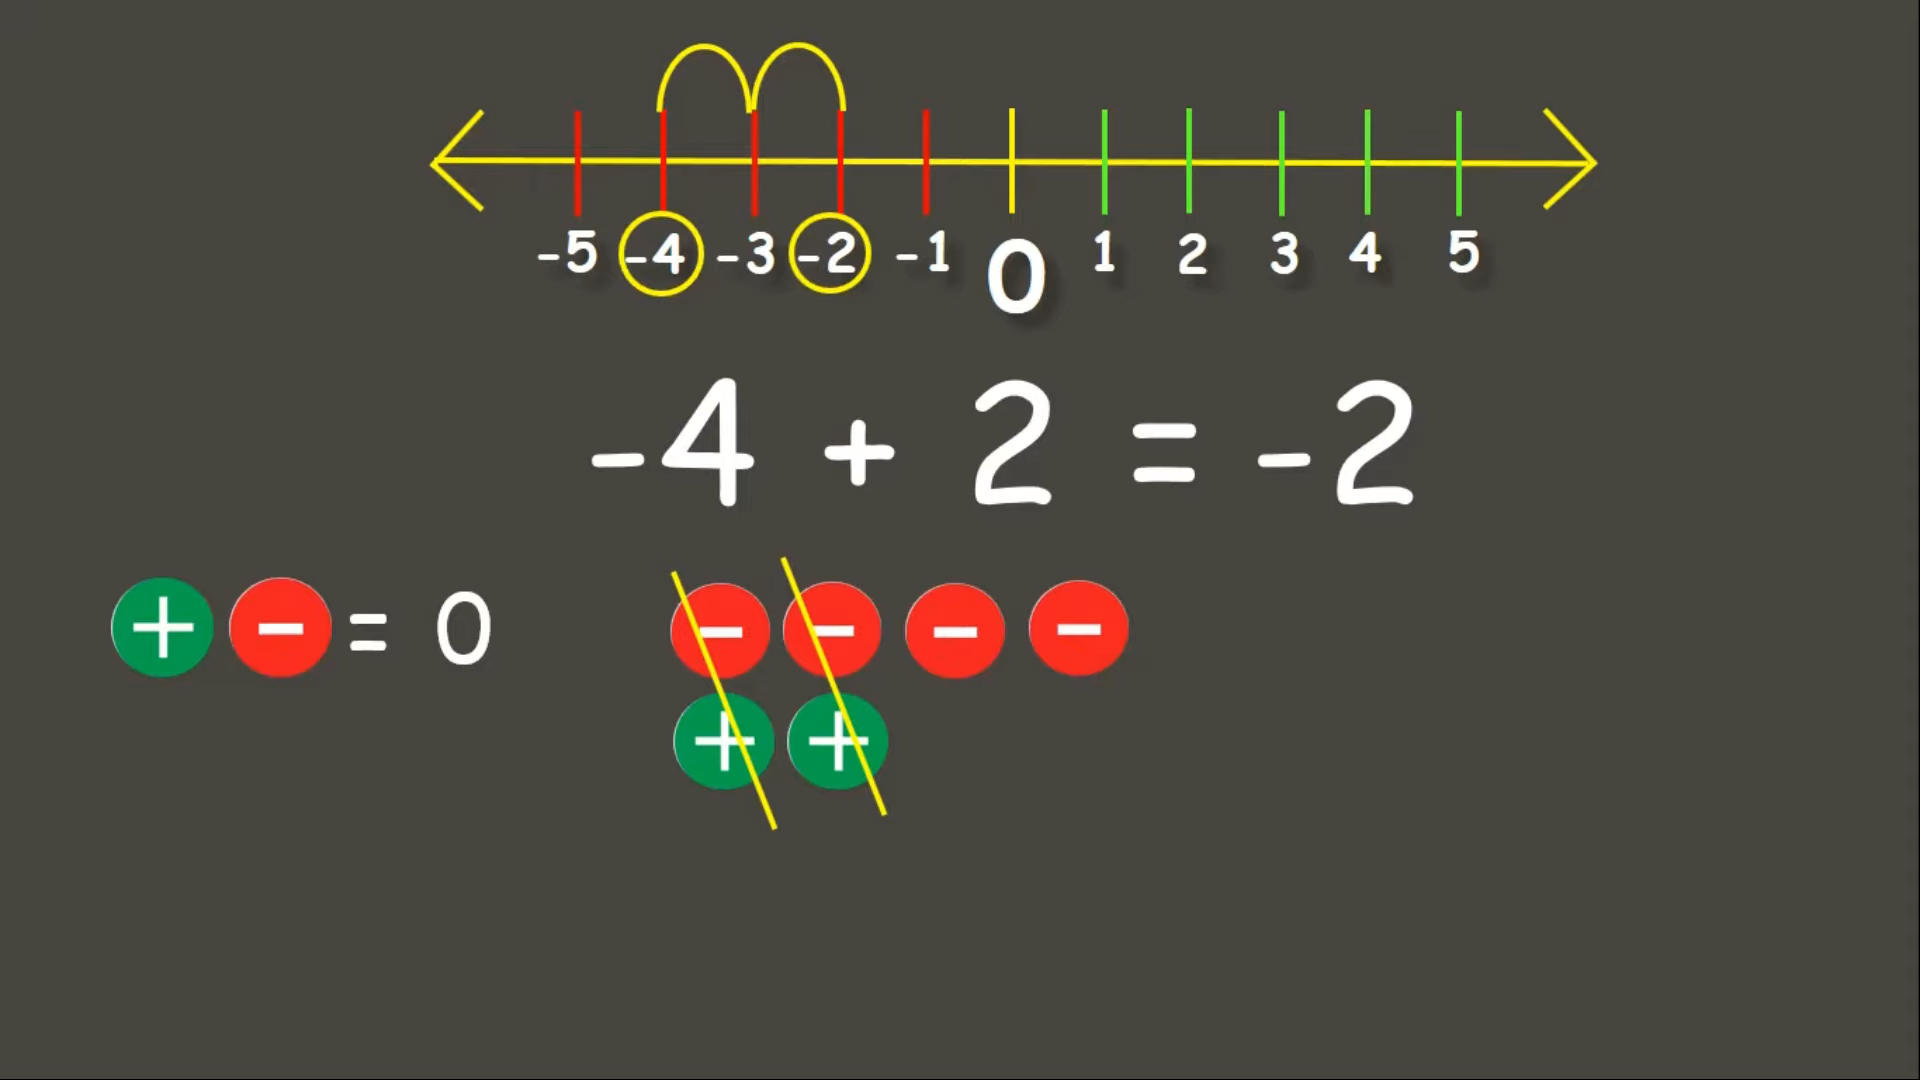 -5 -4 -3 -2 -1 0 1 2 3 4 5
-4 + 2 = -2
+ - = 0 - - - -
+ +